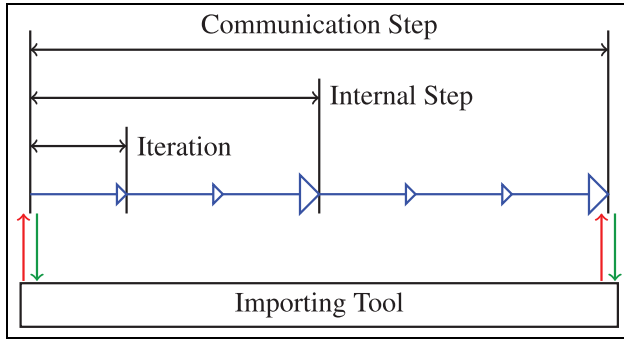 Communication Step
Internal Step
Iteration
Importing Tool